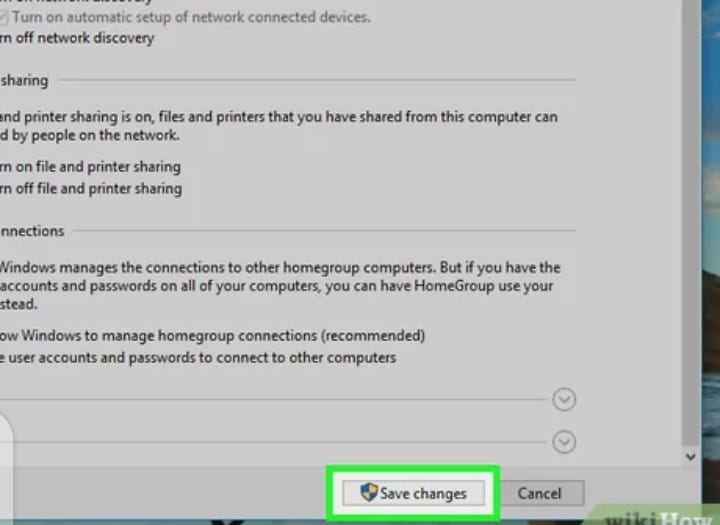 Turn on automatic setup of network connected devices.
rn off network discovery
sharing
and printer sharing is on, files and printers that you have shared from this computer can
d by people on the network.
rn on file and printer sharing
rn off file and printer sharing
nnections
Windows manages the connections to other homegroup computers. But if you have the
accounts and passwords on all of your computers, you can have HomeGroup use your
stead.
ow Windows to manage homegroup connections (recommended)
e user accounts and passwords to connect to other computers
Save changes
Cancel
wikiHow